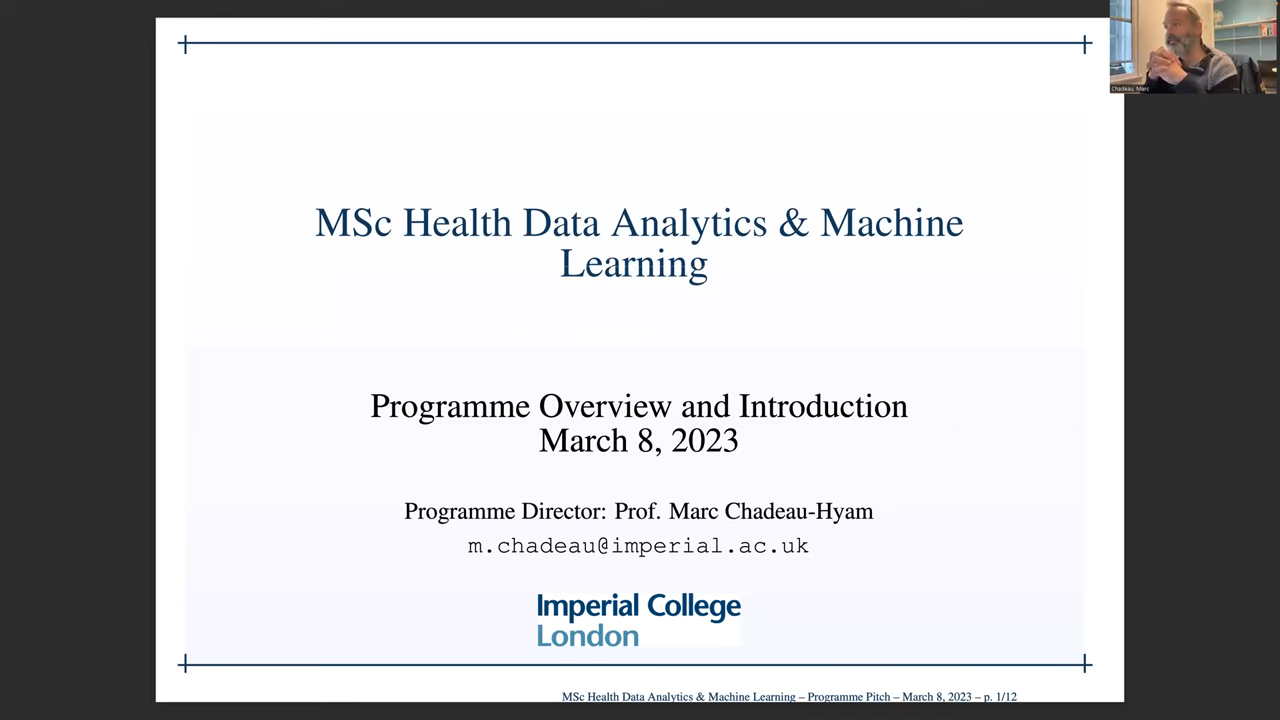 Chadeau, Marc
MSc Health Data Analytics & Machine
Learning
Programme Overview and Introduction
March 8, 2023
Programme Director: Prof. Marc Chadeau-Hyam
m.chadeau@imperial.ac.uk
Imperial College
London
MSc Health Data Analytics & Machine Learning – Programme Pitch – March 8, 2023 – p. 1/12